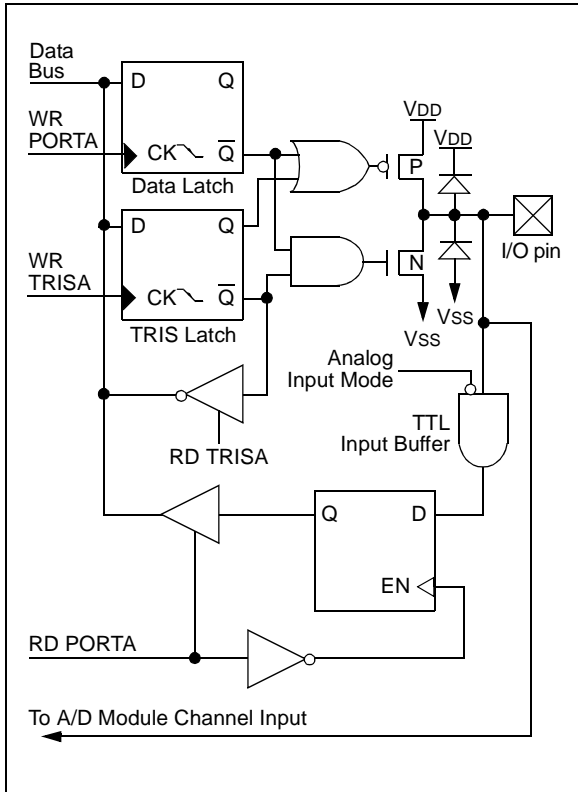 Data
Bus
D
Q
VDD
WR
PORTA
VDD
CK
Q̅
P
Data Latch
D
Q
I/O pin
WR
TRISA
N
CK
Q̅
VSS
VSS
TRIS Latch
Analog
Input Mode
TTL
Input Buffer
RD TRISA
Q
D
EN
RD PORTA
To A/D Module Channel Input